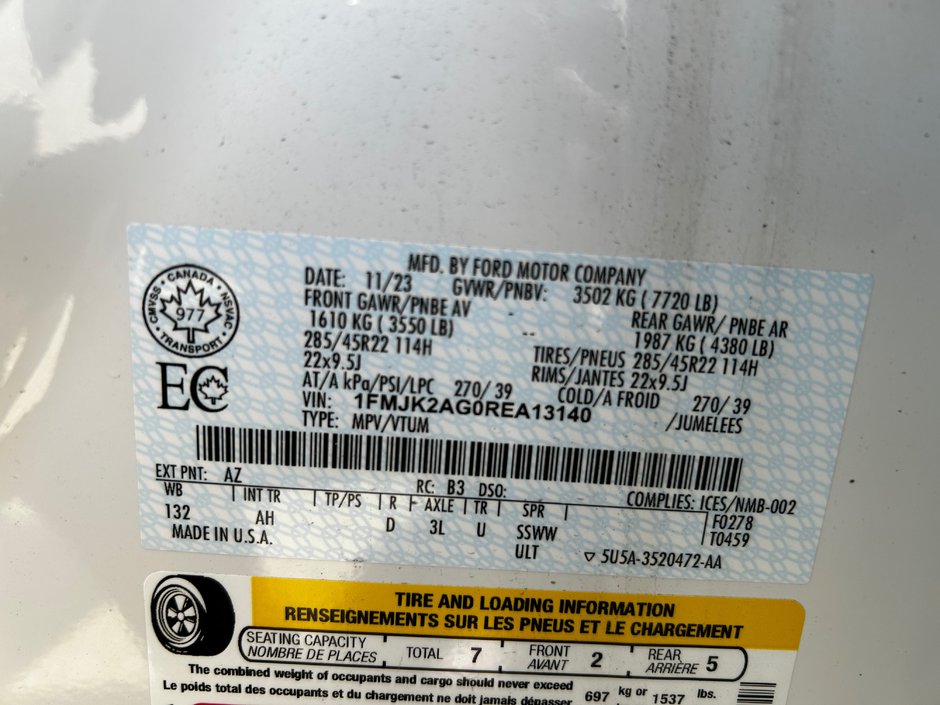 MFD. BY FORD MOTOR COMPANY
DATE: 11/23 GVWR/PNBV: 3502 KG ( 7720 LB)
FRONT GAWR/PNBE AV REAR GAWR/ PNBE AR
1610 KG ( 3550 LB) -- 1987 KG ( 4380 LB)
285/45R22 114H TIRES/PNEUS 285/45R22 114H
22x9.5J RIMS/JANTES 22x9.5J
AT/A kPa/PSI/LPC 270/ 39 COLD/A FROID 270/ 39
VIN: 1FMJK2AG0REA13140 /JUMELEES
TYPE: MPV/VTUM
CANADA
CMVSS NSVAC
977
TRANSPORT
EC
EXT PNT: AZ RC: B3 DSO: COMPLIES: ICES/NMB-002
WB INT TR TP/PS R AXLE TR SPR F0278
132 AH D 3L U SSWW T0459
MADE IN U.S.A. ULT 5U5A-3520472-AA
TIRE AND LOADING INFORMATION
RENSEIGNEMENTS SUR LES PNEUS ET LE CHARGEMENT
SEATING CAPACITY TOTAL 7 FRONT 2 REAR 5
NOMBRE DE PLACES AVANT ARRIÈRE
The combined weight of occupants and cargo should never exceed 697 kg or 1537 lbs.
Le poids total des occupants et du chargement ne doit jamais dépasser